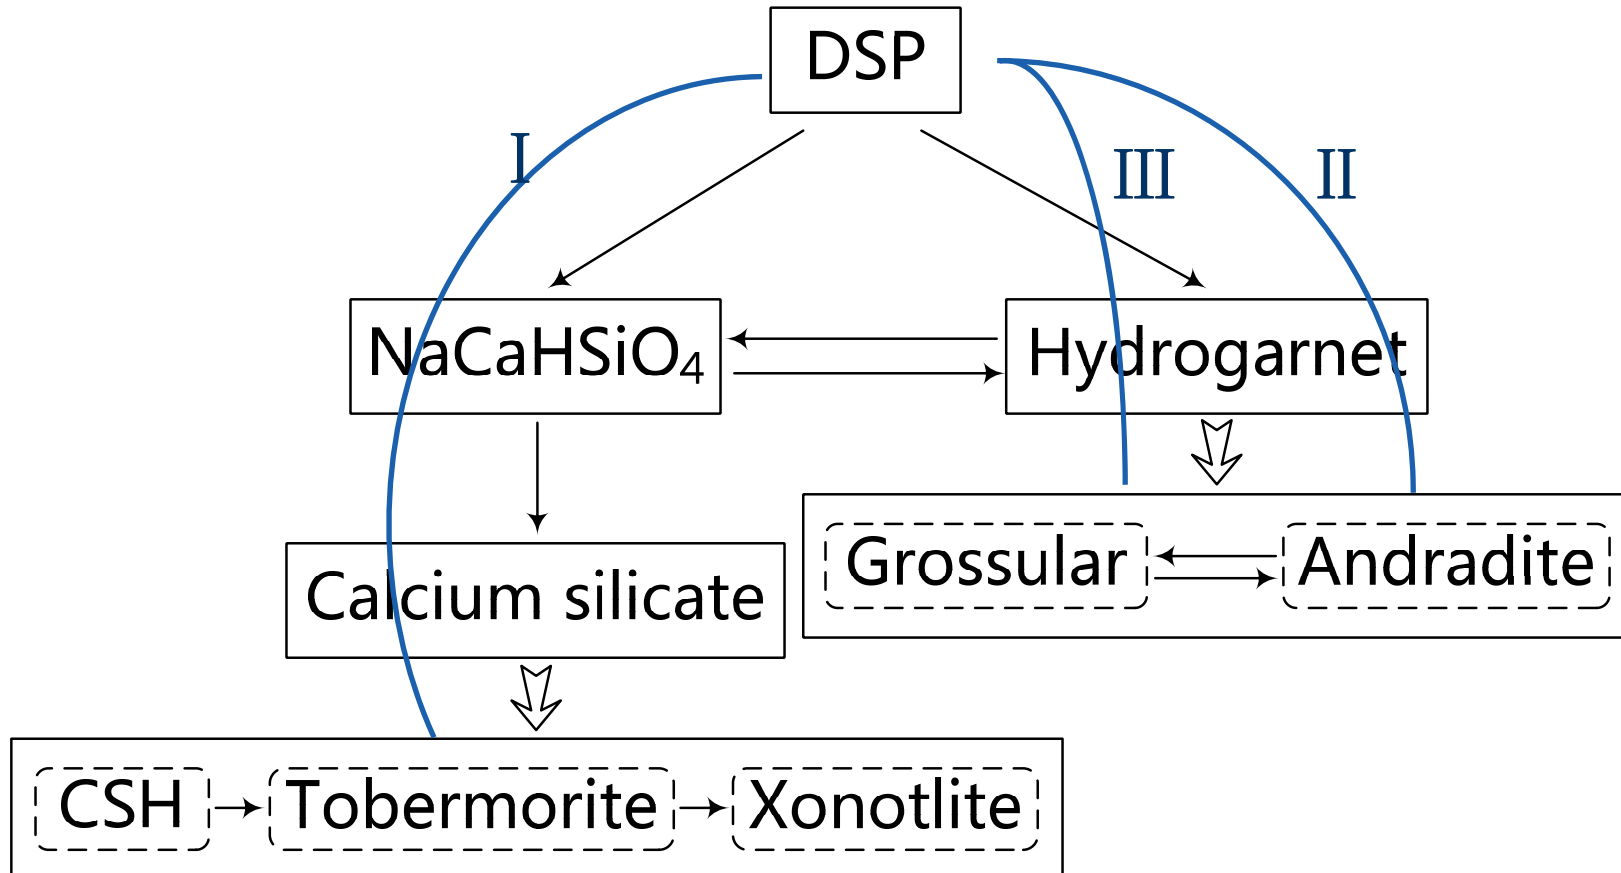 DSP
I
III
II
NaCaHSiO₄
Hydrogarnet
Grossular
Andradite
Calcium silicate
CSH
Tobermorite
Xonotlite